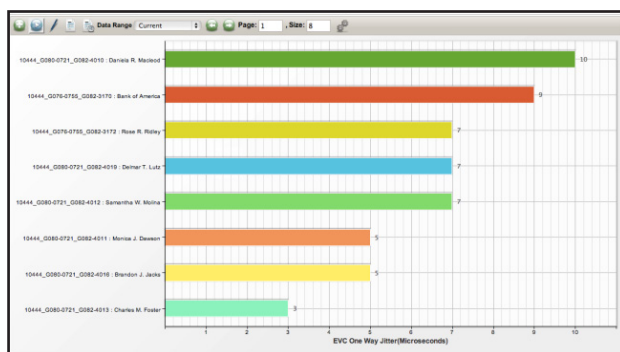 Data Range Current Page: 1 , Size: 8
10444_G080-0721_G082-4010 : Daniela R. Macleod 10
10444_G076-0755_G082-3170 : Bank of America 9
10444_G076-0755_G082-3172 : Rose R. Ridley 7
10444_G080-0721_G082-4019 : Delmar T. Lutz 7
10444_G080-0721_G082-4012 : Samantha W. Molina 7
10444_G080-0721_G082-4011 : Monica J. Dawson 5
10444_G080-0721_G082-4016 : Brandon J. Jacks 5
10444_G080-0721_G082-4013 : Charles M. Foster 3
1 2 3 4 5 6 7 8 9 10
EVC One Way Jitter(Microseconds)